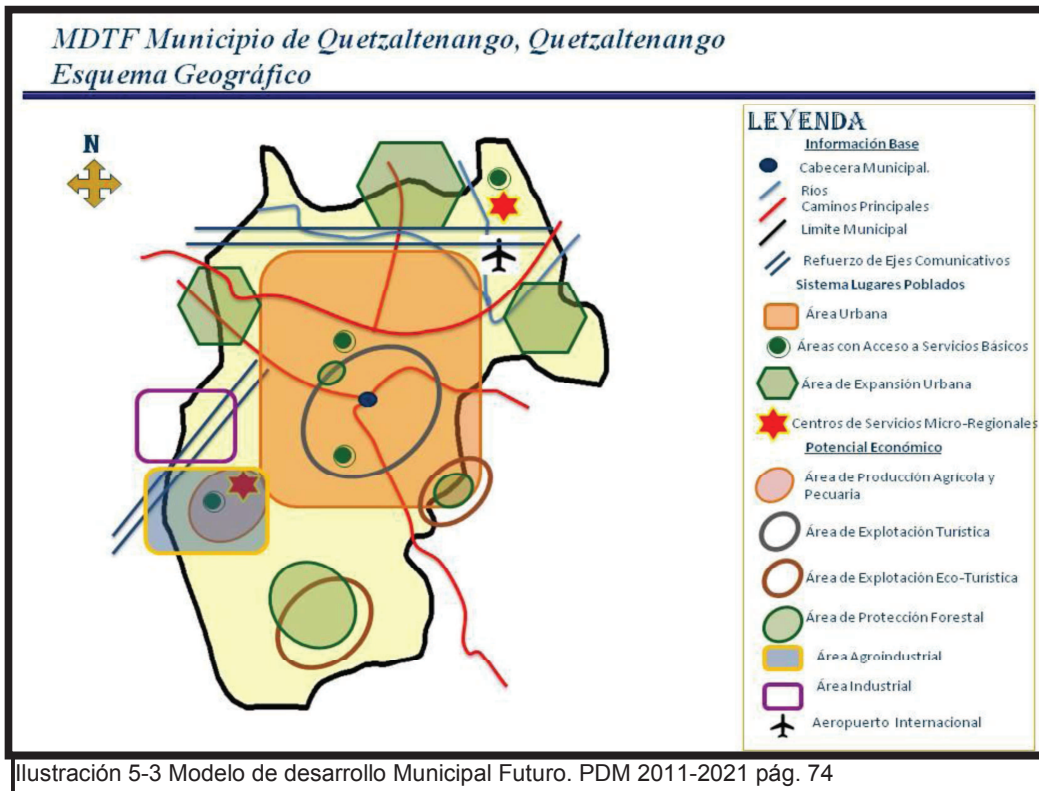 MDTF Municipio de Quetzaltenango, Quetzaltenango
Esquema Geográfico
N
LEYENDA
Información Base
Cabecera Municipal.
Rios
Caminos Principales
Limite Municipal
Refuerzo de Ejes Comunicativos
Sistema Lugares Poblados
Área Urbana
Áreas con Acceso a Servicios Básicos
Área de Expansión Urbana
Centros de Servicios Micro-Regionales
Potencial Económico
Área de Producción Agrícola y
Pecuaria
Área de Explotación Turística
Área de Explotación Eco-Turística
Área de Protección Forestal
Área Agroindustrial
Área Industrial
Aeropuerto Internacional
Ilustración 5-3 Modelo de desarrollo Municipal Futuro. PDM 2011-2021 pág. 74